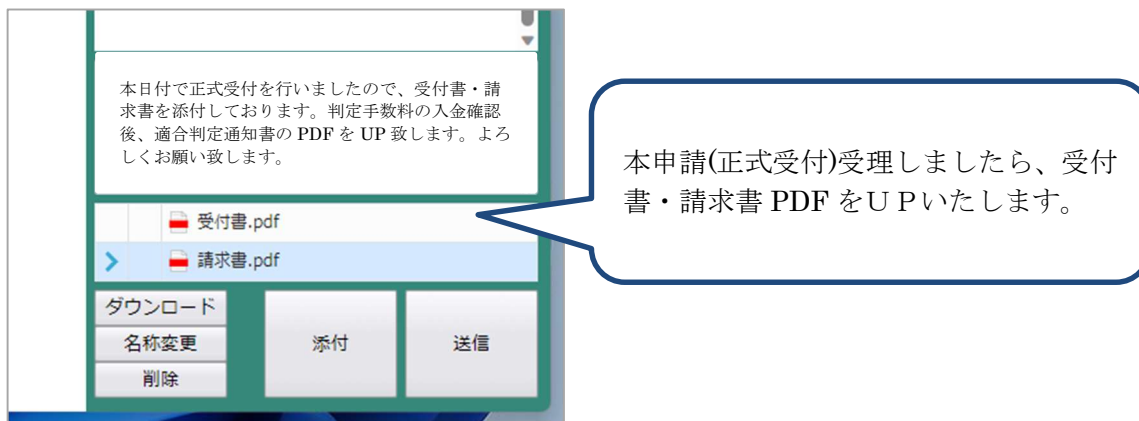 本日付で正式受付を行いましたので、受付書・請
求書を添付しております。判定手数料の入金確認
後、適合判定通知書の PDF を UP 致します。よろ
しくお願い致します。
受付書.pdf
請求書.pdf
ダウンロード
名称変更
削除
添付
送信
本申請(正式受付)受理しましたら、受付
書・請求書 PDF をＵＰいたします。